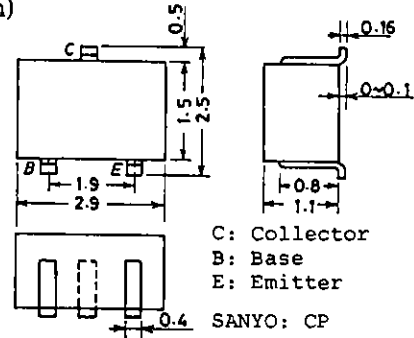 n)
C
0.5
0.16
1.5
2.5
0~0.1
B
E
1.9
2.9
0.8
1.1
C: Collector
B: Base
E: Emitter
0.4
SANYO: CP